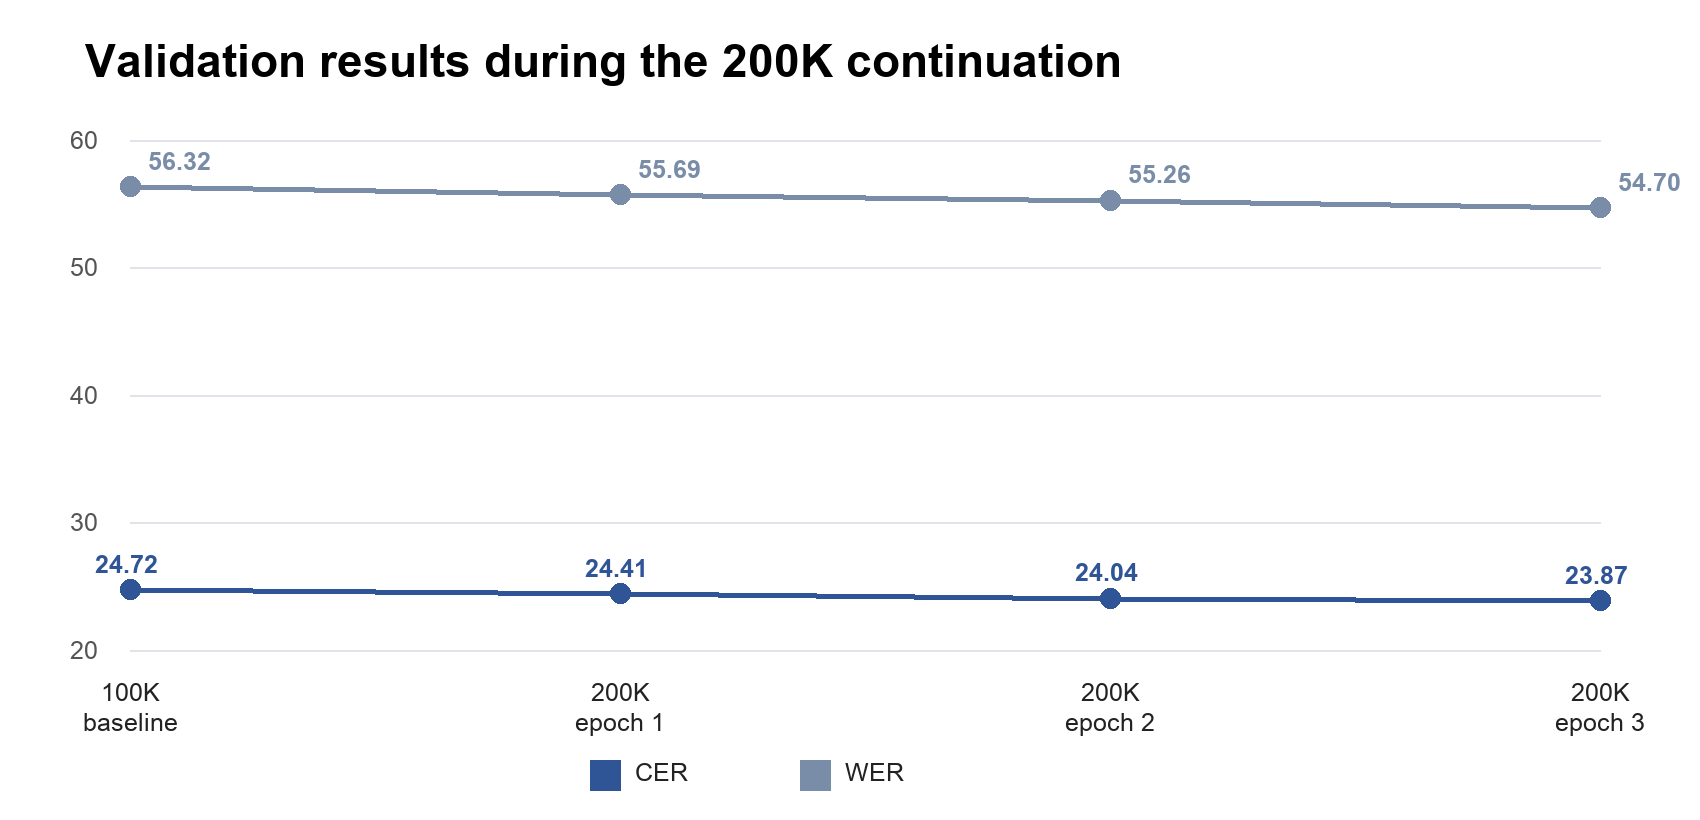 Validation results during the 200K continuation
60
56.32
55.69
55.26
54.70
50
40
30
24.72
24.41
24.04
23.87
20
100K
baseline
200K
epoch 1
200K
epoch 2
200K
epoch 3
CER
WER